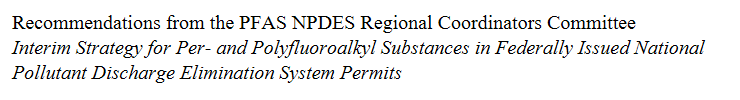 Recommendations from the PFAS NPDES Regional Coordinators Committee
Interim Strategy for Per- and Polyfluoroalkyl Substances in Federally Issued National
Pollutant Discharge Elimination System Permits